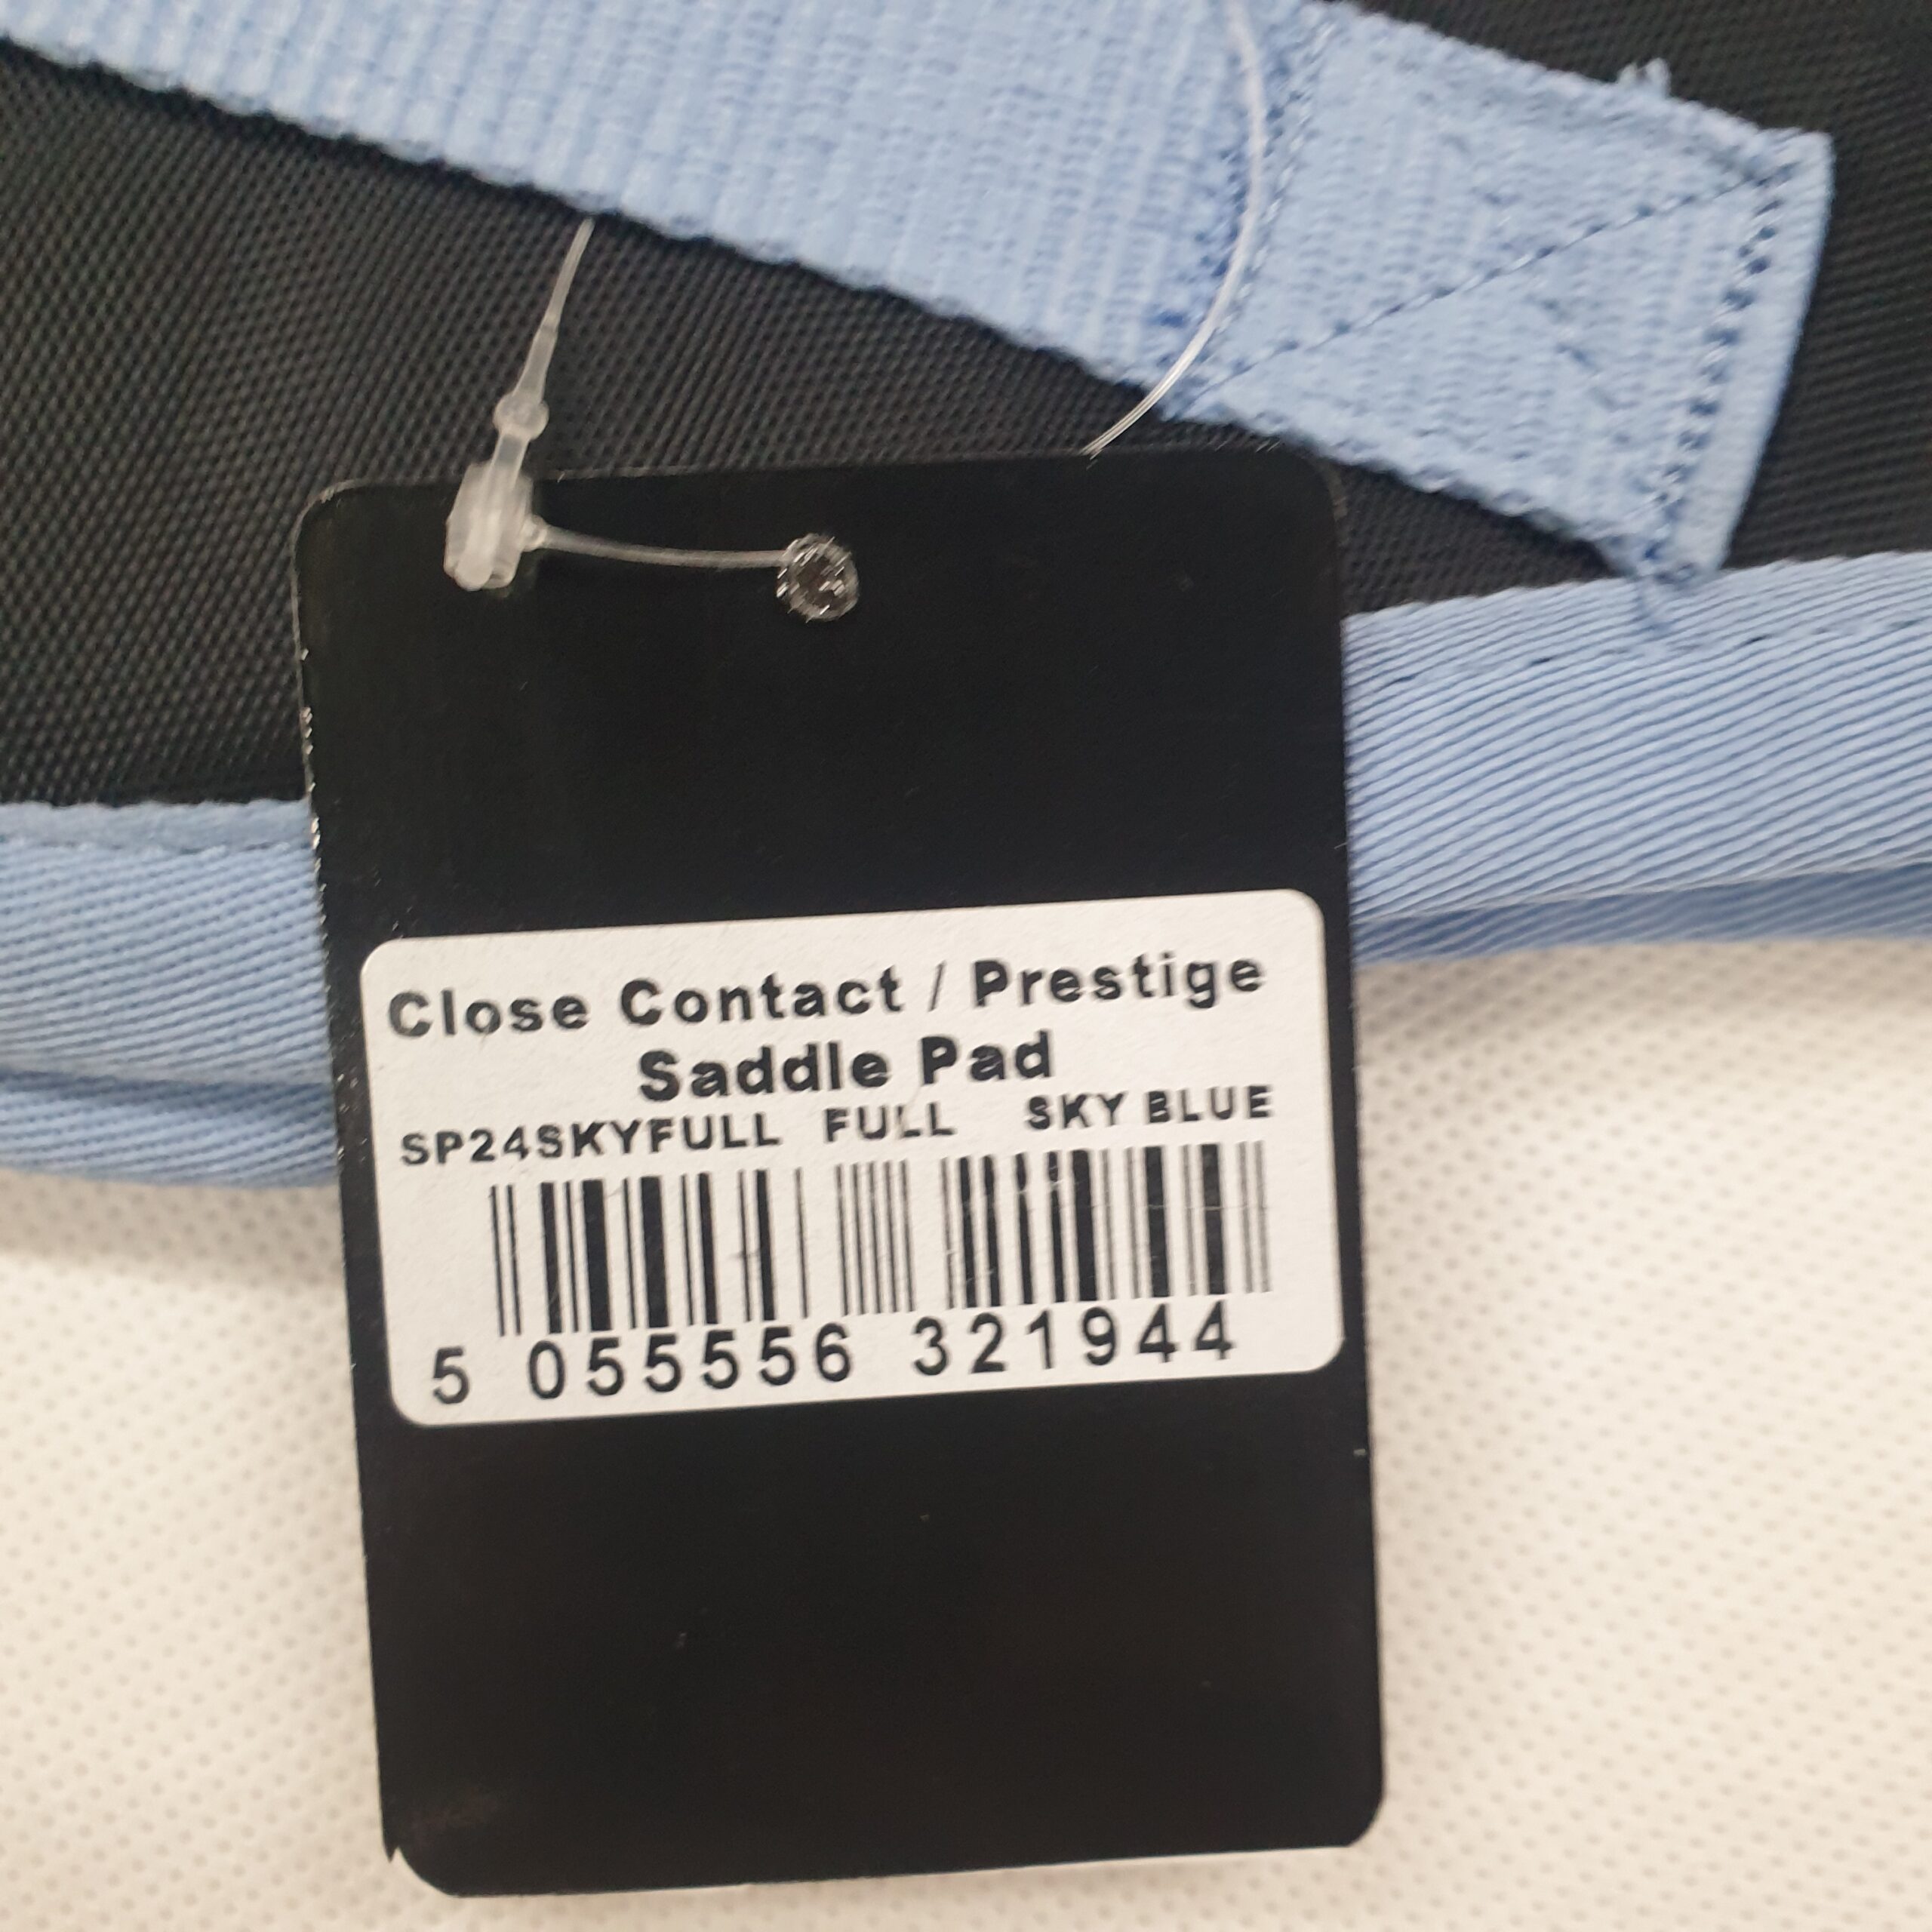 Close Contact / Prestige
Saddle Pad
SP24SKYFULL FULL SKY BLUE
5 055556 321944